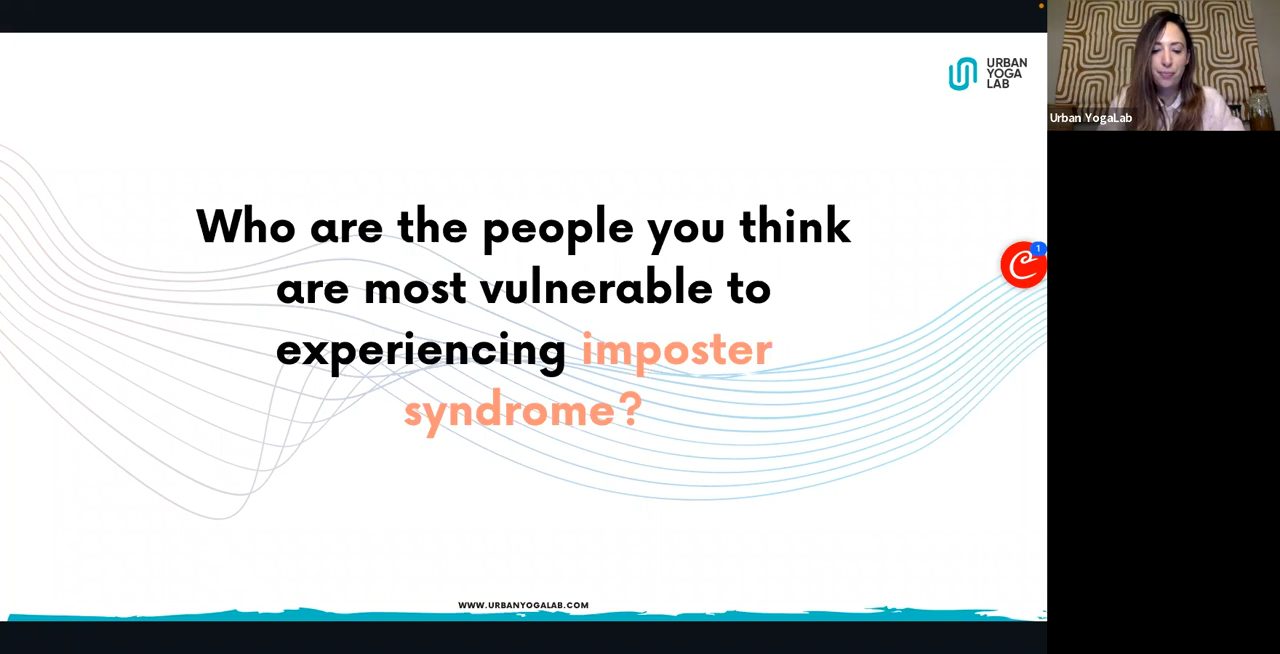 URBAN
YOGA
LAB
Urban YogaLab
Who are the people you think
are most vulnerable to
experiencing imposter
syndrome?
1
WWW.URBANYOGALAB.COM